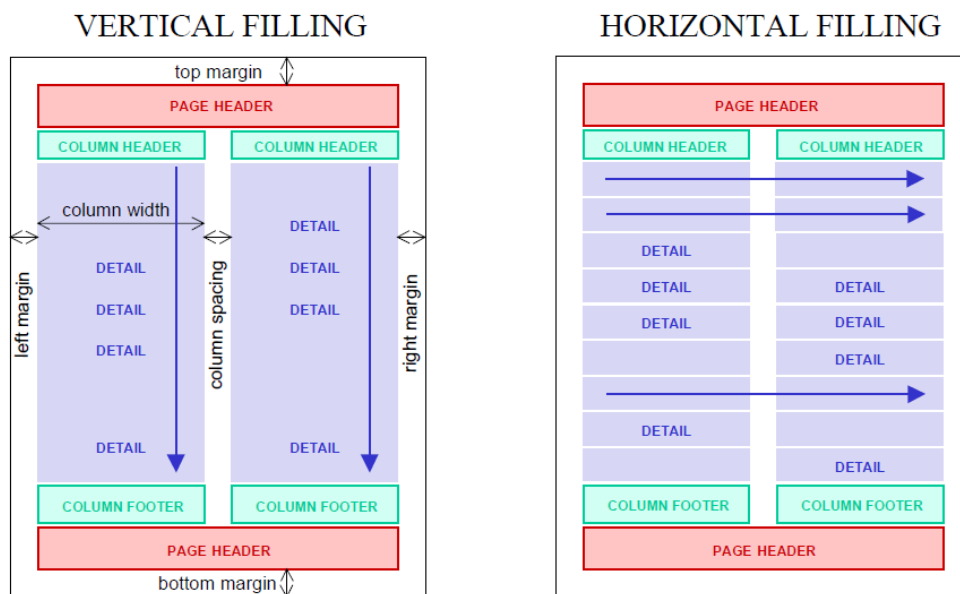 VERTICAL FILLING
top margin
PAGE HEADER
COLUMN HEADER COLUMN HEADER
column width
DETAIL
left margin
DETAIL
column spacing
DETAIL
right margin
DETAIL
DETAIL
DETAIL
DETAIL DETAIL
COLUMN FOOTER COLUMN FOOTER
PAGE HEADER
bottom margin
HORIZONTAL FILLING
PAGE HEADER
COLUMN HEADER COLUMN HEADER
DETAIL
DETAIL DETAIL
DETAIL DETAIL
DETAIL
DETAIL
DETAIL
COLUMN FOOTER COLUMN FOOTER
PAGE HEADER